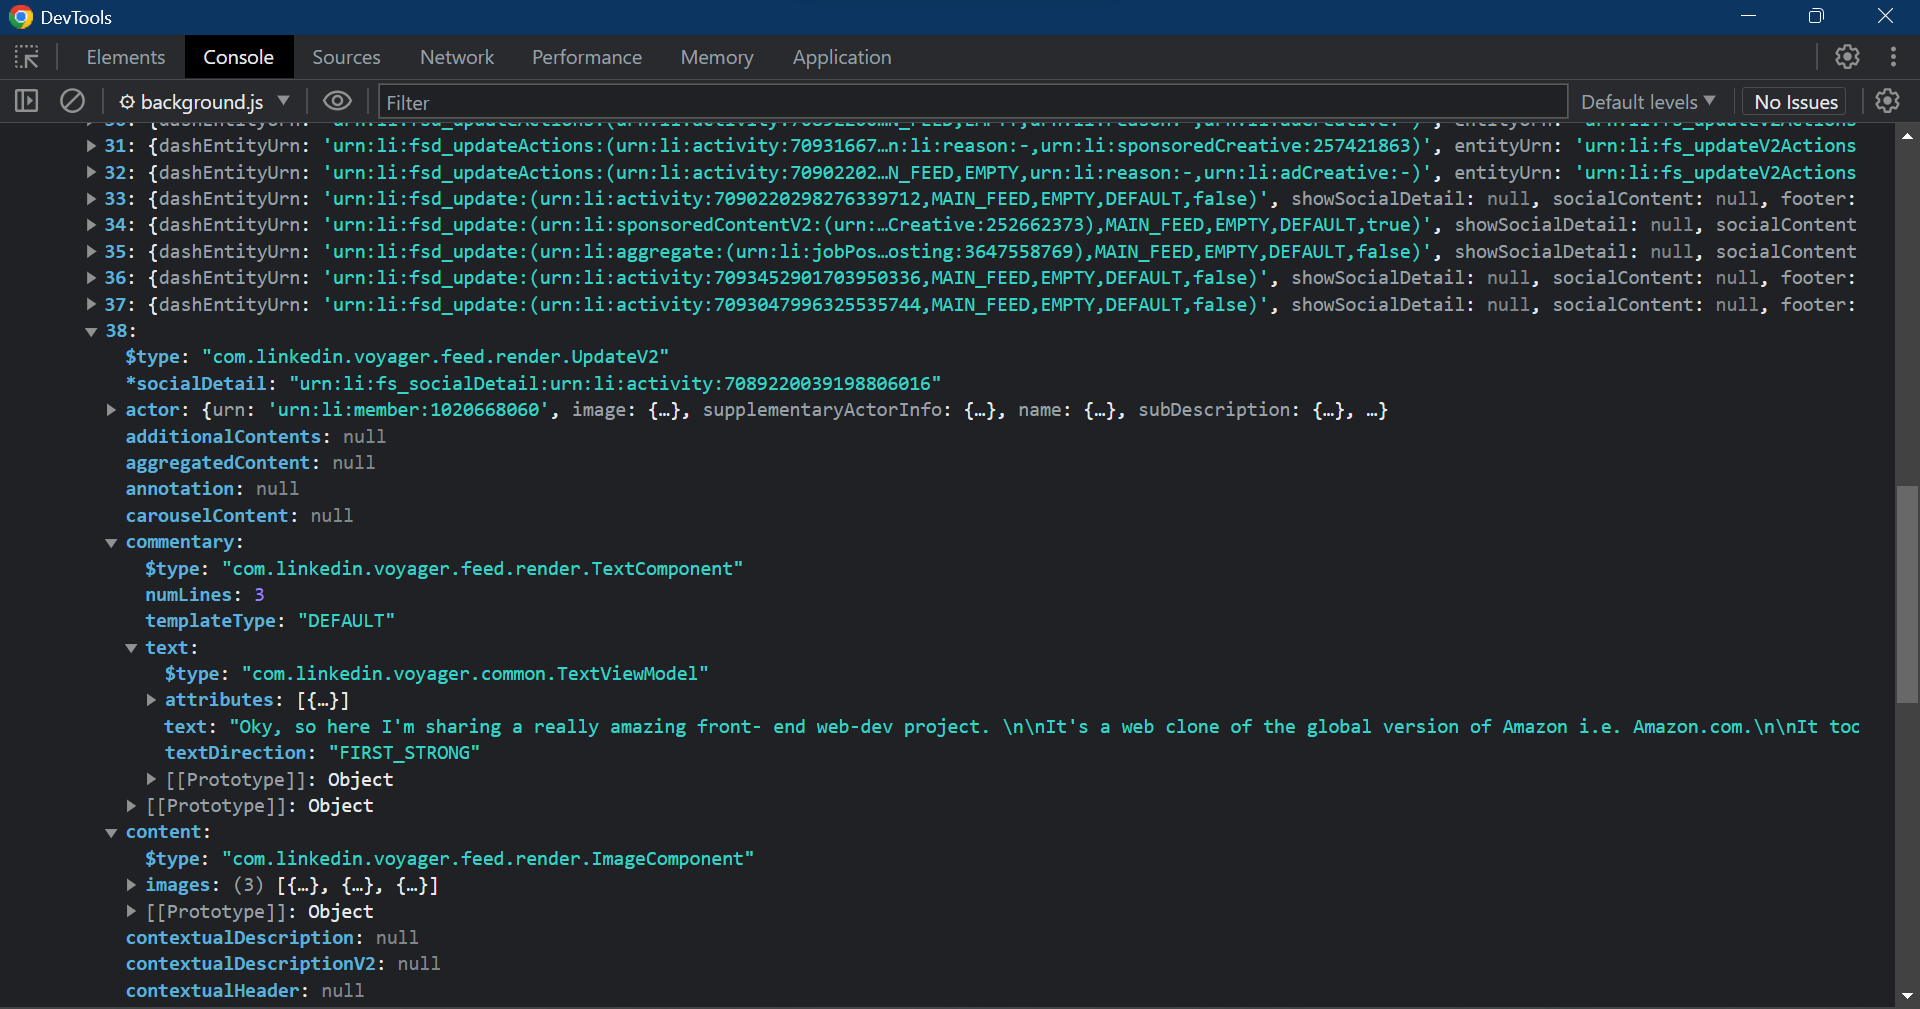 DevTools
Elements Console Sources Network Performance Memory Application
background.js ▼ Filter Default levels ▼ No Issues
▶ 31: {dashEntityUrn: 'urn:li:fsd_updateActions:(urn:li:activity:70931667…n:li:reason:-,urn:li:sponsoredCreative:257421863)', entityUrn: 'urn:li:fs_updateV2Actions
▶ 32: {dashEntityUrn: 'urn:li:fsd_updateActions:(urn:li:activity:70902202…N_FEED,EMPTY,urn:li:reason:-,urn:li:adCreative:-)', entityUrn: 'urn:li:fs_updateV2Actions
▶ 33: {dashEntityUrn: 'urn:li:fsd_update:(urn:li:activity:7090220298276339712,MAIN_FEED,EMPTY,DEFAULT,false)', showSocialDetail: null, socialContent: null, footer:
▶ 34: {dashEntityUrn: 'urn:li:fsd_update:(urn:li:sponsoredContentV2:(urn:…Creative:252662373),MAIN_FEED,EMPTY,DEFAULT,true)', showSocialDetail: null, socialContent
▶ 35: {dashEntityUrn: 'urn:li:fsd_update:(urn:li:aggregate:(urn:li:jobPos…osting:3647558769),MAIN_FEED,EMPTY,DEFAULT,false)', showSocialDetail: null, socialContent
▶ 36: {dashEntityUrn: 'urn:li:fsd_update:(urn:li:activity:7093452901703950336,MAIN_FEED,EMPTY,DEFAULT,false)', showSocialDetail: null, socialContent: null, footer:
▶ 37: {dashEntityUrn: 'urn:li:fsd_update:(urn:li:activity:7093047996325535744,MAIN_FEED,EMPTY,DEFAULT,false)', showSocialDetail: null, socialContent: null, footer:
▼ 38:
$type: "com.linkedin.voyager.feed.render.UpdateV2"
*socialDetail: "urn:li:fs_socialDetail:urn:li:activity:7089220039198806016"
▶ actor: {urn: 'urn:li:member:1020668060', image: {…}, supplementaryActorInfo: {…}, name: {…}, subDescription: {…}, …}
additionalContents: null
aggregatedContent: null
annotation: null
carouselContent: null
▼ commentary:
$type: "com.linkedin.voyager.feed.render.TextComponent"
numLines: 3
templateType: "DEFAULT"
▼ text:
$type: "com.linkedin.voyager.common.TextViewModel"
▶ attributes: [{…}]
text: "Oky, so here I'm sharing a really amazing front- end web-dev project. \n\nIt's a web clone of the global version of Amazon i.e. Amazon.com.\n\nIt too
textDirection: "FIRST_STRONG"
▶ [[Prototype]]: Object
▶ [[Prototype]]: Object
▼ content:
$type: "com.linkedin.voyager.feed.render.ImageComponent"
▶ images: (3) [{…}, {…}, {…}]
▶ [[Prototype]]: Object
contextualDescription: null
contextualDescriptionV2: null
contextualHeader: null